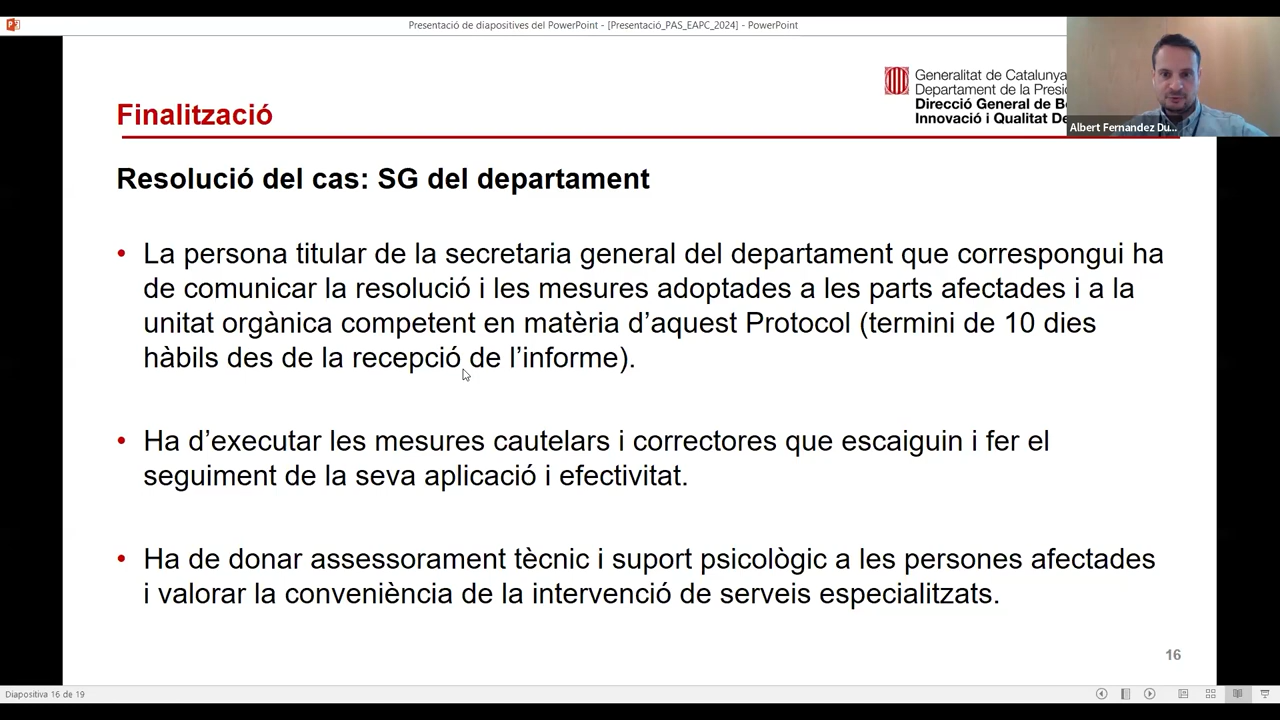 Presentació de diapositives del PowerPoint - [Presentació_PAS_EAPC_2024] - PowerPoint
Generalitat de Catalunya
Departament de la Presi
Direcció General de B
Innovació i Qualitat De
Albert Fernandez Du...
Finalització
Resolució del cas: SG del departament
• La persona titular de la secretaria general del departament que correspongui ha
de comunicar la resolució i les mesures adoptades a les parts afectades i a la
unitat orgànica competent en matèria d’aquest Protocol (termini de 10 dies
hàbils des de la recepció de l’informe).
• Ha d’executar les mesures cautelars i correctores que escaiguin i fer el
seguiment de la seva aplicació i efectivitat.
• Ha de donar assessorament tècnic i suport psicològic a les persones afectades
i valorar la conveniència de la intervenció de serveis especialitzats.
16
Diapositiva 16 de 19